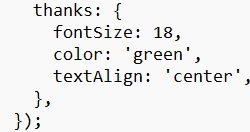 thanks: {
fontSize: 18,
color: 'green',
textAlign: 'center',
},
});